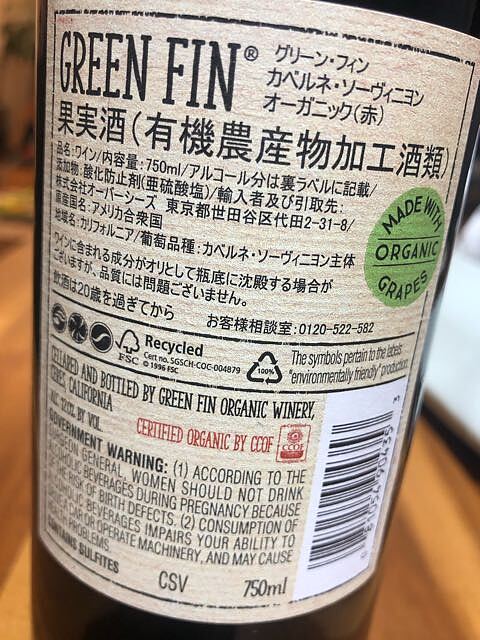 GREEN FIN®
グリーン・フィン
カベルネ・ソーヴィニヨン
オーガニック(赤)
果実酒(有機農産物加工酒類)
品名:ワイン/内容量:750ml/アルコール分は裏ラベルに記載/
添加物:酸化防止剤(亜硫酸塩)/輸入者及び引取先:
株式会社オーバーシーズ 東京都世田谷区代田2-31-8/
原産国名:アメリカ合衆国
地域名:カリフォルニア/葡萄品種:カベルネ・ソーヴィニヨン主体
ワインに含まれる成分がオリとして瓶底に沈殿する場合が
ございますが、品質には問題ございません。
飲酒は20歳を過ぎてから
お客様相談室:0120-522-582
MADE WITH
ORGANIC
GRAPES
FSC
Recycled
Cert no. SGSCH-COC-004879
© 1996 FSC
100%
The symbols pertain to the label's
"environmentally friendly" production.
CELLARED AND BOTTLED BY GREEN FIN ORGANIC WINERY,
CERES, CALIFORNIA
ALC. 12.0% BY VOL
CERTIFIED ORGANIC BY CCOF
CCOF
GOVERNMENT WARNING: (1) ACCORDING TO THE
SURGEON GENERAL, WOMEN SHOULD NOT DRINK
ALCOHOLIC BEVERAGES DURING PREGNANCY BECAUSE
OF THE RISK OF BIRTH DEFECTS. (2) CONSUMPTION OF
ALCOHOLIC BEVERAGES IMPAIRS YOUR ABILITY TO
DRIVE A CAR OR OPERATE MACHINERY, AND MAY CAUSE
HEALTH PROBLEMS.
CONTAINS SULFITES
CSV
750ml